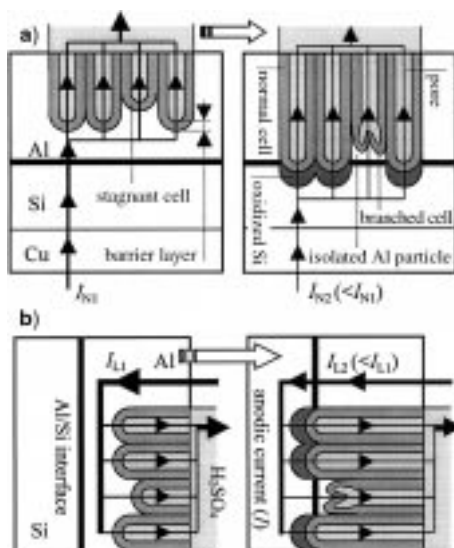 a)
Al
Si
Cu
stagnant cell
barrier layer
I_N1
normal cell
pore
oxidized Si
branched cell
isolated Al particle
I_N2 (<I_N1)
b)
I_L1
Al
Al/Si interface
Si
H₂SO₄
anodic current (I)
I_L2 (<I_L1)